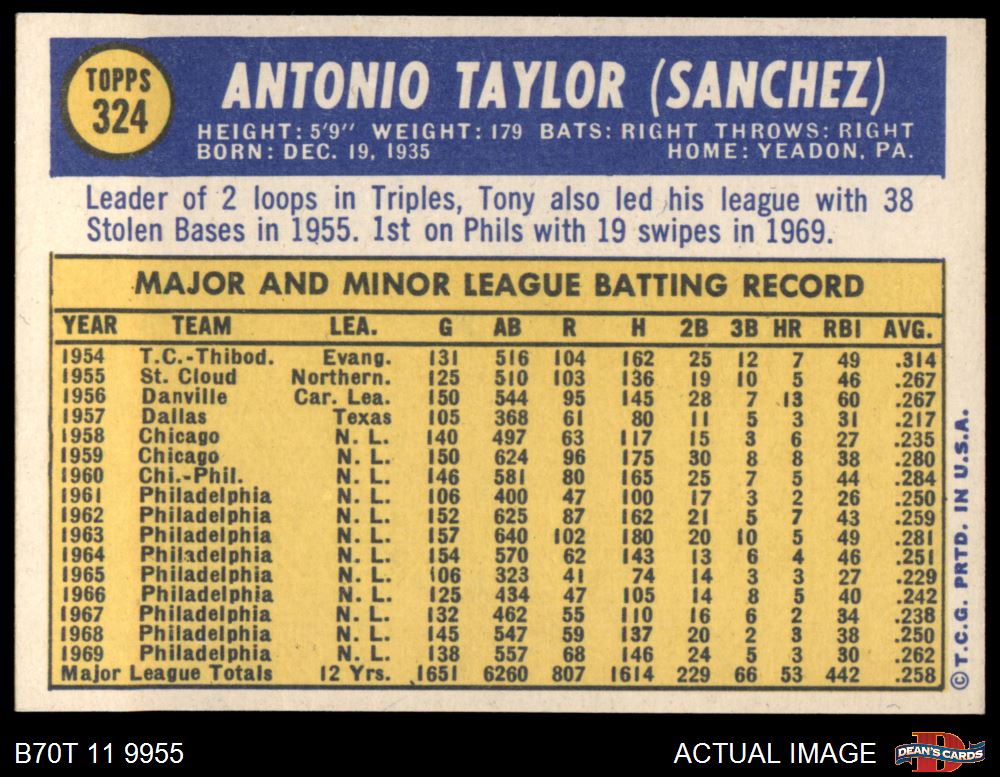 TOPPS
324
ANTONIO TAYLOR (SANCHEZ)
HEIGHT: 5'9" WEIGHT: 179 BATS: RIGHT THROWS: RIGHT
BORN: DEC. 19, 1935 HOME: YEADON, PA.
Leader of 2 loops in Triples, Tony also led his league with 38
Stolen Bases in 1955. 1st on Phils with 19 swipes in 1969.
MAJOR AND MINOR LEAGUE BATTING RECORD
YEAR TEAM LEA. G AB R H 2B 3B HR RBI AVG.
1954 T.C.-Thibod. Evang. 131 516 104 162 25 12 7 49 .314
1955 St. Cloud Northern. 125 510 103 136 19 10 5 46 .267
1956 Danville Car. Lea. 150 544 95 145 28 7 13 60 .267
1957 Dallas Texas 105 368 61 80 11 5 3 31 .217
1958 Chicago N. L. 140 497 63 117 15 3 6 27 .235
1959 Chicago N. L. 150 624 96 175 30 8 8 38 .280
1960 Chi.-Phil. N. L. 146 581 80 165 25 7 5 44 .284
1961 Philadelphia N. L. 106 400 47 100 17 3 2 26 .250
1962 Philadelphia N. L. 152 625 87 162 21 5 7 43 .259
1963 Philadelphia N. L. 157 640 102 180 20 10 5 49 .281
1964 Philadelphia N. L. 154 570 62 143 13 6 4 46 .251
1965 Philadelphia N. L. 106 323 41 74 14 3 3 27 .229
1966 Philadelphia N. L. 125 434 47 105 14 8 5 40 .242
1967 Philadelphia N. L. 132 462 55 110 16 6 2 34 .238
1968 Philadelphia N. L. 145 547 59 137 20 2 3 38 .250
1969 Philadelphia N. L. 138 557 68 146 24 5 3 30 .262
Major League Totals 12 Yrs. 1651 6260 807 1614 229 66 53 442 .258
©T.C.G. PRTD. IN U.S.A.
B70T 11 9955
ACTUAL IMAGE
D
DEAN'S CARDS